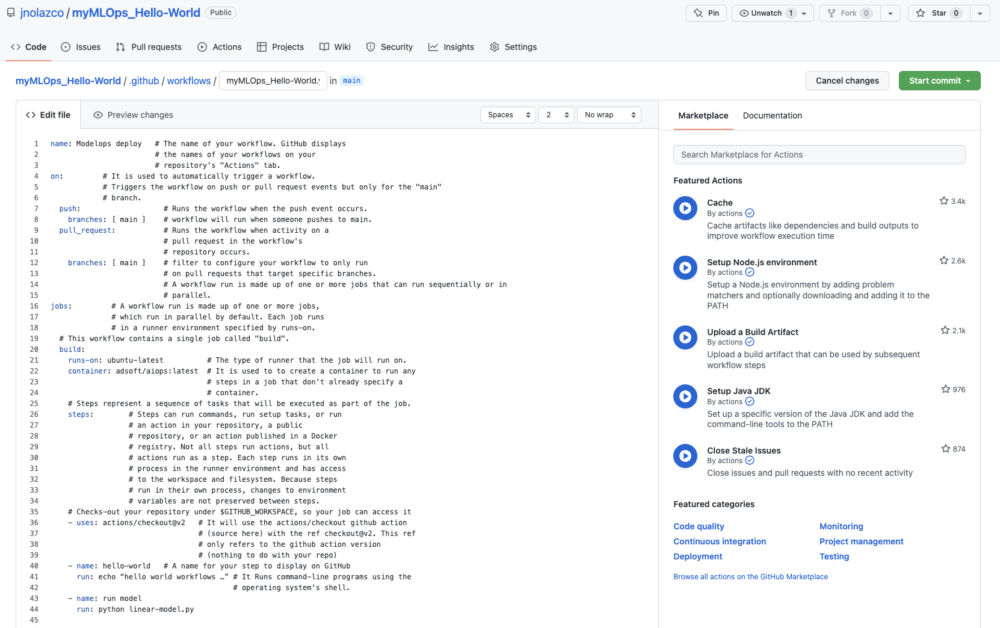 jnolazco / myMLOps_Hello-World Public
Pin Unwatch 1 Fork 0 Star 0
Code Issues Pull requests Actions Projects Wiki Security Insights Settings
myMLOps_Hello-World / .github / workflows / myMLOps_Hello-World. in main
Cancel changes Start commit
Edit file Preview changes
Spaces 2 No wrap
1 name: Modelops deploy # The name of your workflow. GitHub displays
2 # the names of your workflows on your
3 # repository's "Actions" tab.
4 on: # It is used to automatically trigger a workflow.
5 # Triggers the workflow on push or pull request events but only for the "main"
6 # branch.
7 push: # Runs the workflow when the push event occurs.
8 branches: [ main ] # workflow will run when someone pushes to main.
9 pull_request: # Runs the workflow when activity on a
10 # pull request in the workflow's
11 # repository occurs.
12 branches: [ main ] # filter to configure your workflow to only run
13 # on pull requests that target specific branches.
14 # A workflow run is made up of one or more jobs that can run sequentially or in
15 # parallel.
16 jobs: # A workflow run is made up of one or more jobs,
17 # which run in parallel by default. Each job runs
18 # in a runner environment specified by runs-on.
19 # This workflow contains a single job called "build".
20 build:
21 runs-on: ubuntu-latest # The type of runner that the job will run on.
22 container: adsoft/aiops:latest # It is used to to create a container to run any
23 # steps in a job that don't already specify a
24 # container.
25 # Steps represent a sequence of tasks that will be executed as part of the job.
26 steps: # Steps can run commands, run setup tasks, or run
27 # an action in your repository, a public
28 # repository, or an action published in a Docker
29 # registry. Not all steps run actions, but all
30 # actions run as a step. Each step runs in its own
31 # process in the runner environment and has access
32 # to the workspace and filesystem. Because steps
33 # run in their own process, changes to environment
34 # variables are not preserved between steps.
35 # Checks-out your repository under $GITHUB_WORKSPACE, so your job can access it
36 - uses: actions/checkout@v2 # It will use the actions/checkout github action
37 # (source here) with the ref checkout@v2. This ref
38 # only refers to the github action version
39 # (nothing to do with your repo)
40 - name: hello-world # A name for your step to display on GitHub
41 run: echo “hello world workflows …” # It Runs command-line programs using the
42 # operating system's shell.
43 - name: run model
44 run: python linear-model.py
45
Marketplace Documentation
Search Marketplace for Actions
Featured Actions
Cache 3.4k
By actions
Cache artifacts like dependencies and build outputs to
improve workflow execution time
Setup Node.js environment 2.6k
By actions
Setup a Node.js environment by adding problem
matchers and optionally downloading and adding it to the
PATH
Upload a Build Artifact 2.1k
By actions
Upload a build artifact that can be used by subsequent
workflow steps
Setup Java JDK 976
By actions
Set up a specific version of the Java JDK and add the
command-line tools to the PATH
Close Stale Issues 874
By actions
Close issues and pull requests with no recent activity
Featured categories
Code quality Monitoring
Continuous integration Project management
Deployment Testing
Browse all actions on the GitHub Marketplace